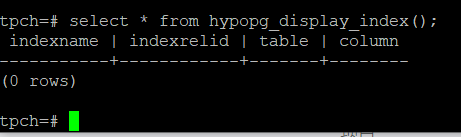 tpch=# select * from hypopg_display_index();
 indexname | indexrelid | table | column
-----------+------------+-------+--------
(0 rows)
tpch=#